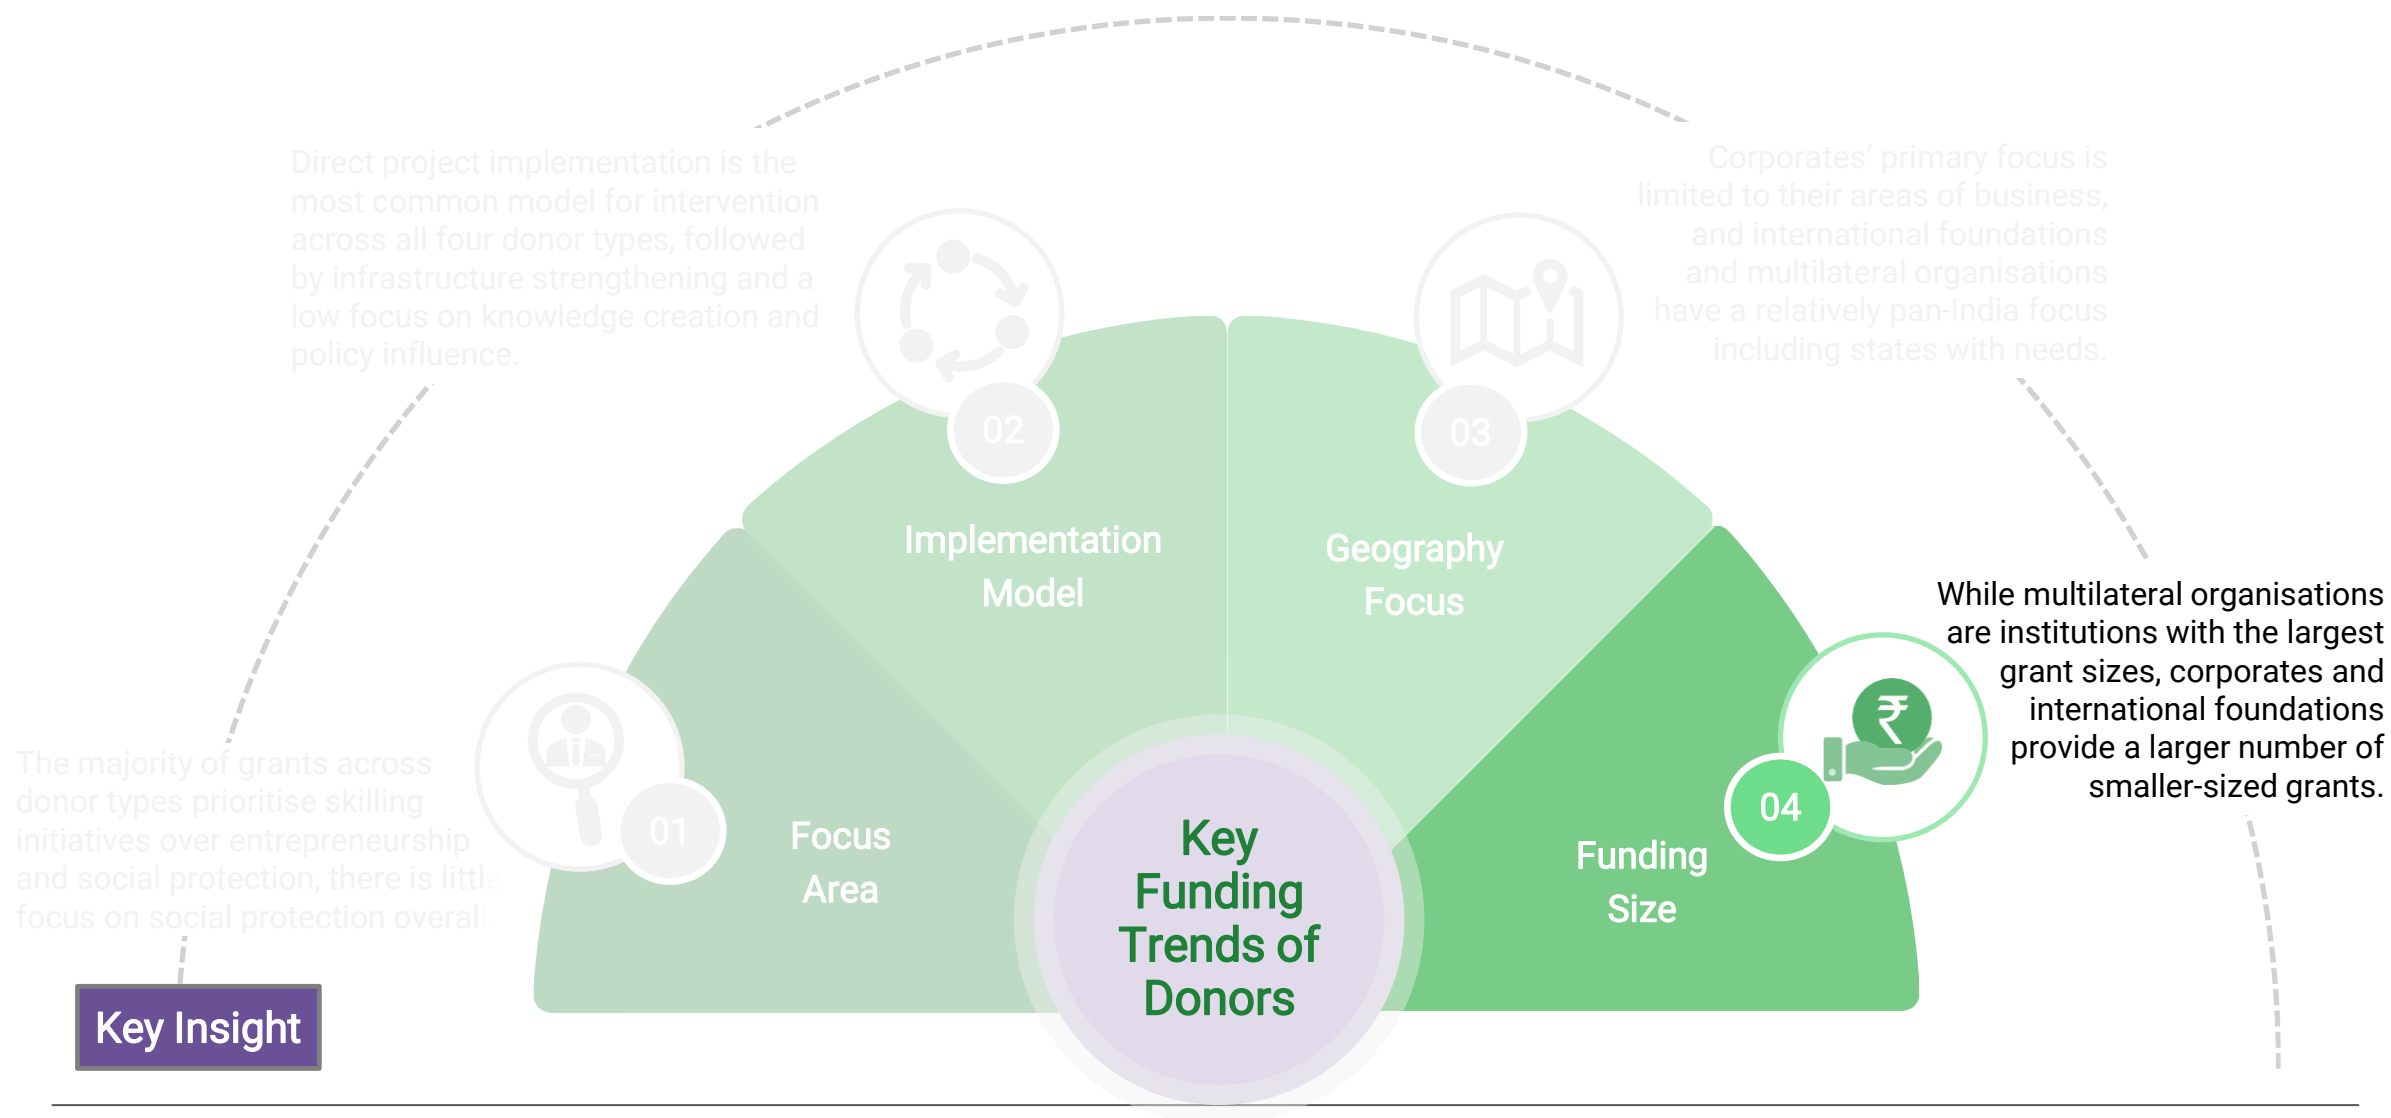 Direct project implementation is the
most common model for intervention
across all four donor types, followed
by infrastructure strengthening and a
low focus on knowledge creation and
policy influence.
Corporates’ primary focus is
limited to their areas of business,
and international foundations
and multilateral organisations
have a relatively pan-India focus
including states with needs.
02
03
Implementation
Model
Geography
Focus
While multilateral organisations
are institutions with the largest
grant sizes, corporates and
international foundations
provide a larger number of
smaller-sized grants.
₹
04
The majority of grants across
donor types prioritise skilling
initiatives over entrepreneurship
and social protection, there is little
focus on social protection overall.
01
Focus
Area
Key
Funding
Trends of
Donors
Funding
Size
Key Insight